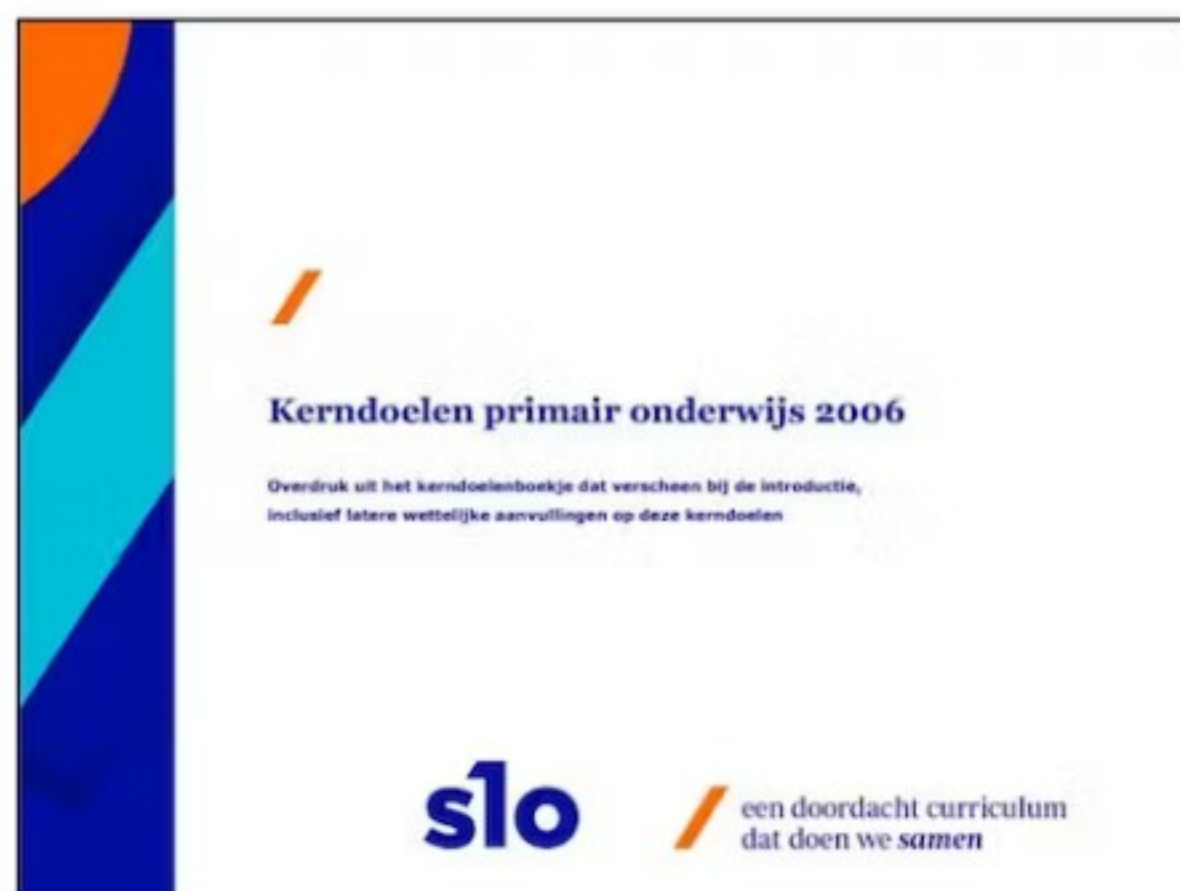 Kerndoelen primair onderwijs 2006
Overdruk uit het kerndoelenboekje dat verscheen bij de introductie,
inclusief latere wettelijke aanvullingen op deze kerndoelen
slo
een doordacht curriculum
dat doen we samen